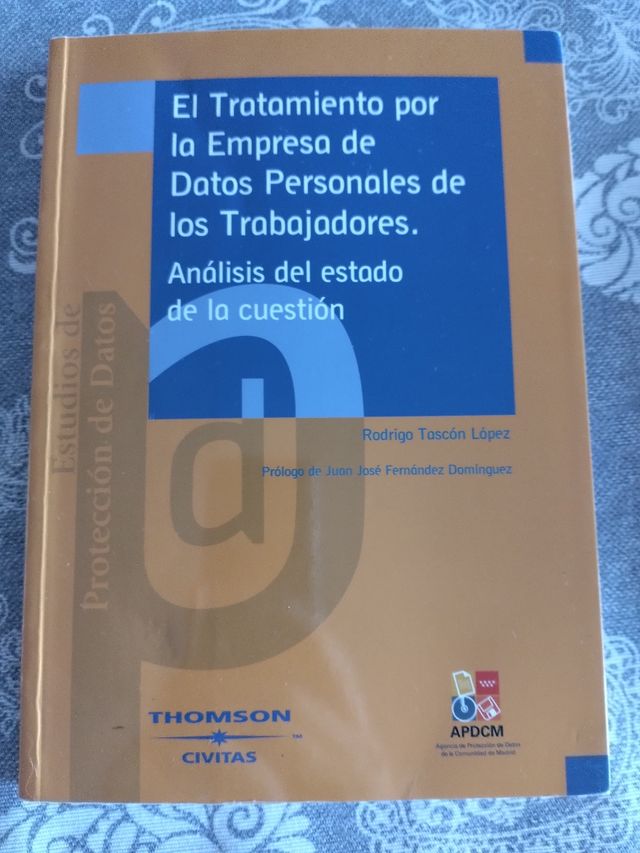 El Tratamiento por
la Empresa de
Datos Personales de
los Trabajadores.
Análisis del estado
de la cuestión
Estudios de
Protección de Datos
pd
Rodrigo Tascón López
Prólogo de Juan José Fernández Domínguez
THOMSON
™
CIVITAS
APDCM
Agencia de Protección de Datos
de la Comunidad de Madrid